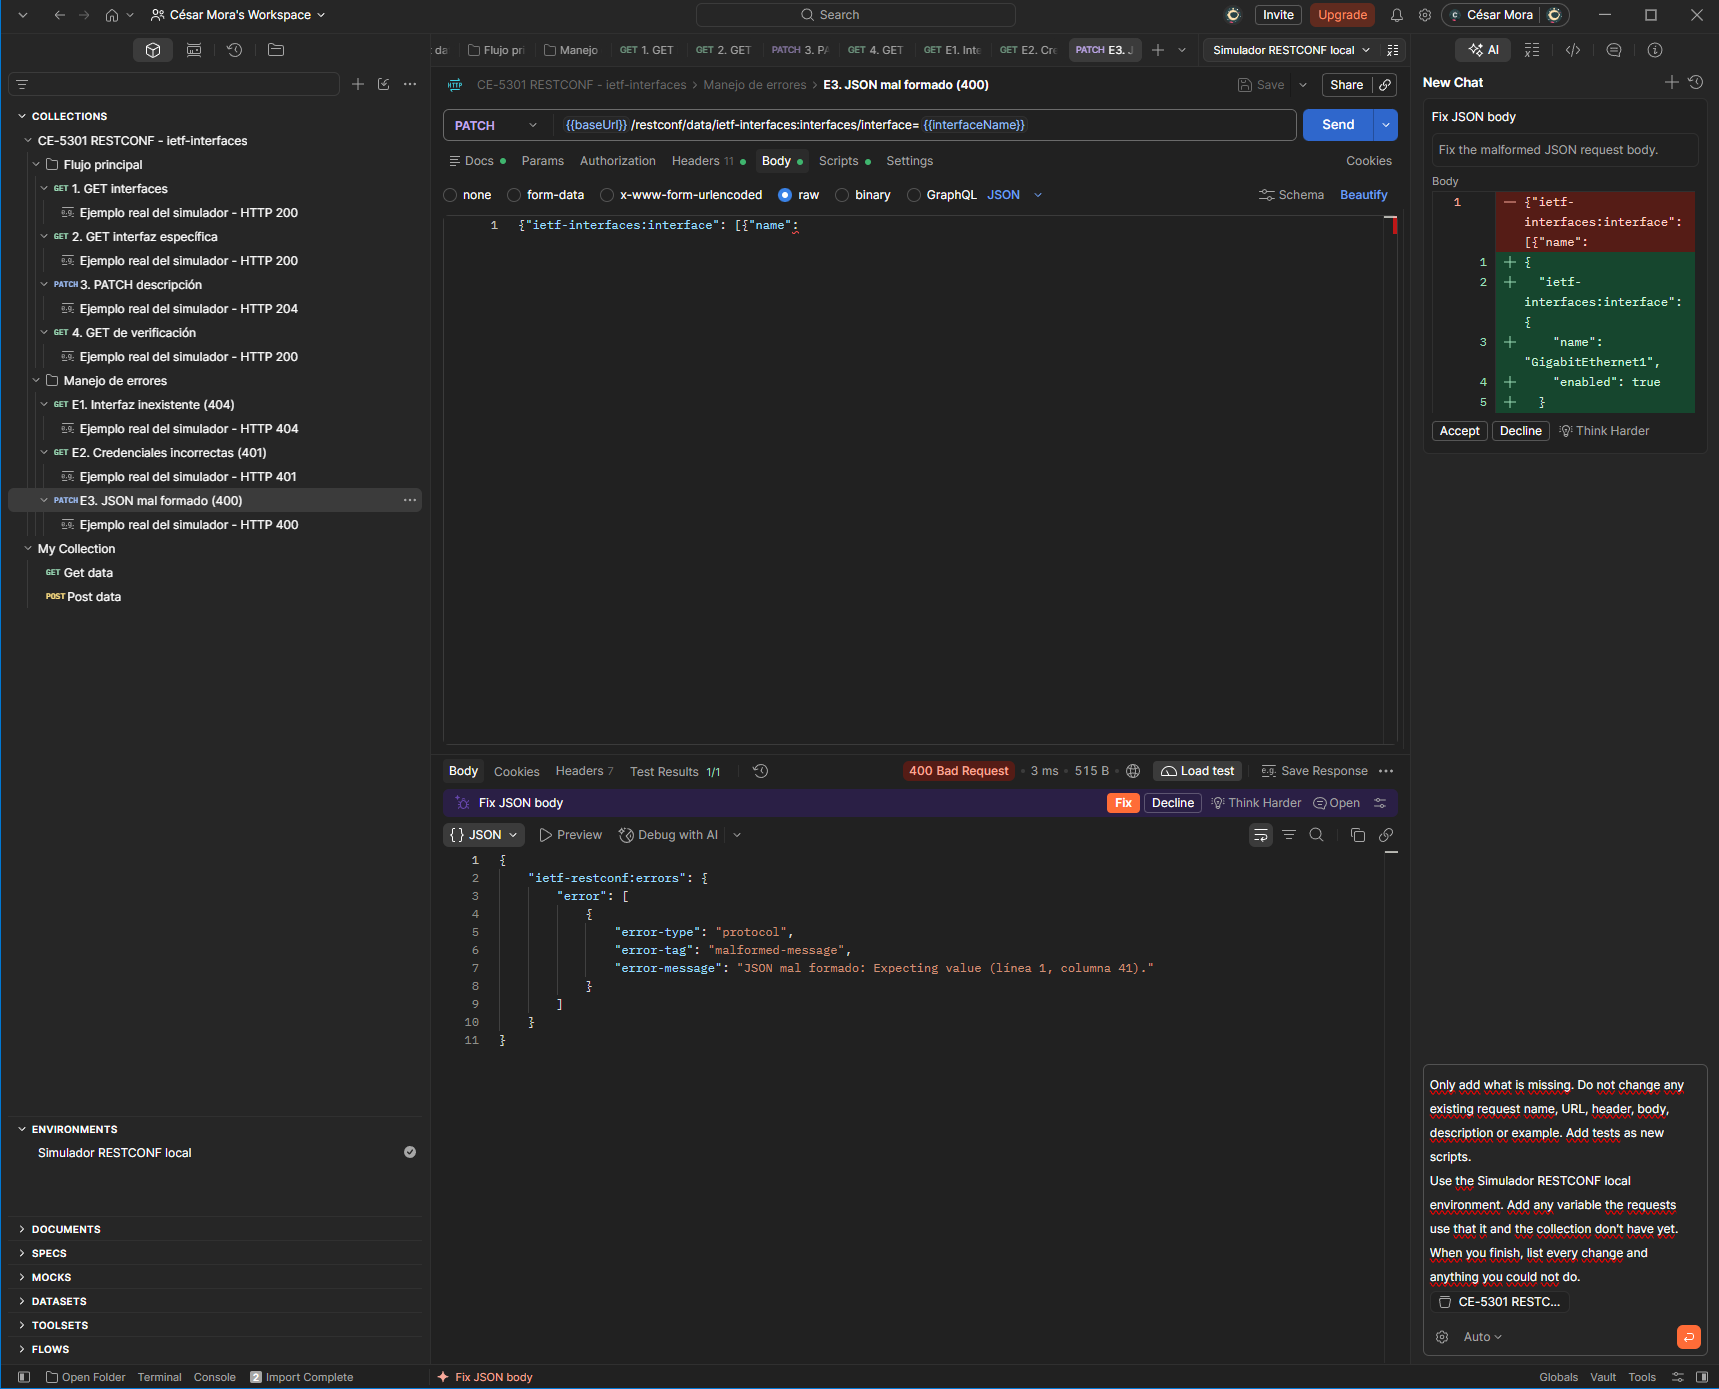 César Mora's Workspace
Search
Invite
Upgrade
César Mora
Flujo pri
Manejo
GET 1. GET
GET 2. GET
PATCH 3. PA
GET 4. GET
GET E1. Inte
GET E2. Cre
PATCH E3. J
Simulador RESTCONF local
AI
COLLECTIONS
CE-5301 RESTCONF - ietf-interfaces
Flujo principal
GET 1. GET interfaces
e.g. Ejemplo real del simulador - HTTP 200
GET 2. GET interfaz específica
e.g. Ejemplo real del simulador - HTTP 200
PATCH 3. PATCH descripción
e.g. Ejemplo real del simulador - HTTP 204
GET 4. GET de verificación
e.g. Ejemplo real del simulador - HTTP 200
Manejo de errores
GET E1. Interfaz inexistente (404)
e.g. Ejemplo real del simulador - HTTP 404
GET E2. Credenciales incorrectas (401)
e.g. Ejemplo real del simulador - HTTP 401
PATCH E3. JSON mal formado (400)
e.g. Ejemplo real del simulador - HTTP 400
My Collection
GET Get data
POST Post data
ENVIRONMENTS
Simulador RESTCONF local
DOCUMENTS
SPECS
MOCKS
DATASETS
TOOLSETS
FLOWS
HTTP CE-5301 RESTCONF - ietf-interfaces > Manejo de errores > E3. JSON mal formado (400)
Save
Share
PATCH
{{baseUrl}} /restconf/data/ietf-interfaces:interfaces/interface= {{interfaceName}}
Send
Docs
Params
Authorization
Headers 11
Body
Scripts
Settings
Cookies
none
form-data
x-www-form-urlencoded
raw
binary
GraphQL
JSON
Schema
Beautify
1 {"ietf-interfaces:interface": [{"name":
Body
Cookies
Headers 7
Test Results 1/1
400 Bad Request
3 ms
515 B
Load test
e.g. Save Response
Fix JSON body
Fix
Decline
Think Harder
Open
{} JSON
Preview
Debug with AI
1 {
2 "ietf-restconf:errors": {
3 "error": [
4 {
5 "error-type": "protocol",
6 "error-tag": "malformed-message",
7 "error-message": "JSON mal formado: Expecting value (línea 1, columna 41)."
8 }
9 ]
10 }
11 }
New Chat
Fix JSON body
Fix the malformed JSON request body.
Body
1 — {"ietf-
interfaces:interface":
[{"name":
1 + {
2 + "ietf-
interfaces:interface":
{
3 + "name":
"GigabitEthernet1",
4 + "enabled": true
5 + }
Accept
Decline
Think Harder
Only add what is missing. Do not change any
existing request name, URL, header, body,
description or example. Add tests as new
scripts.
Use the Simulador RESTCONF local
environment. Add any variable the requests
use that it and the collection don't have yet.
When you finish, list every change and
anything you could not do.
CE-5301 RESTC...
Auto
Open Folder
Terminal
Console
2 Import Complete
Fix JSON body
Globals
Vault
Tools